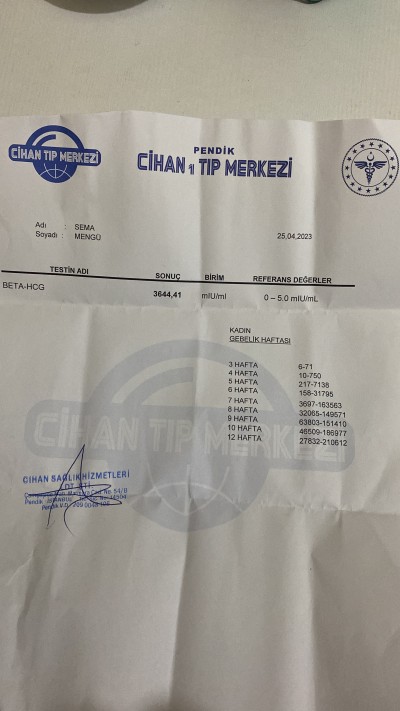 CİHAN TIP MERKEZİ
PENDİK
CİHAN 1 TIP MERKEZİ
Adı : SEMA
Soyadı : MENGÜ
25,04,2023
TESTİN ADI SONUÇ BİRİM REFERANS DEĞERLER
BETA-HCG 3644,41 mIU/ml 0 – 5.0 mIU/mL
KADIN
GEBELİK HAFTASI
3 HAFTA 6-71
4 HAFTA 10-750
5 HAFTA 217-7138
6 HAFTA 158-31795
7 HAFTA 3697-163563
8 HAFTA 32065-149571
9 HAFTA 63803-151410
10 HAFTA 46509-186977
12 HAFTA 27832-210612
CİHAN TIP MERKEZİ
CİHAN SAĞLIK HİZMETLERİ